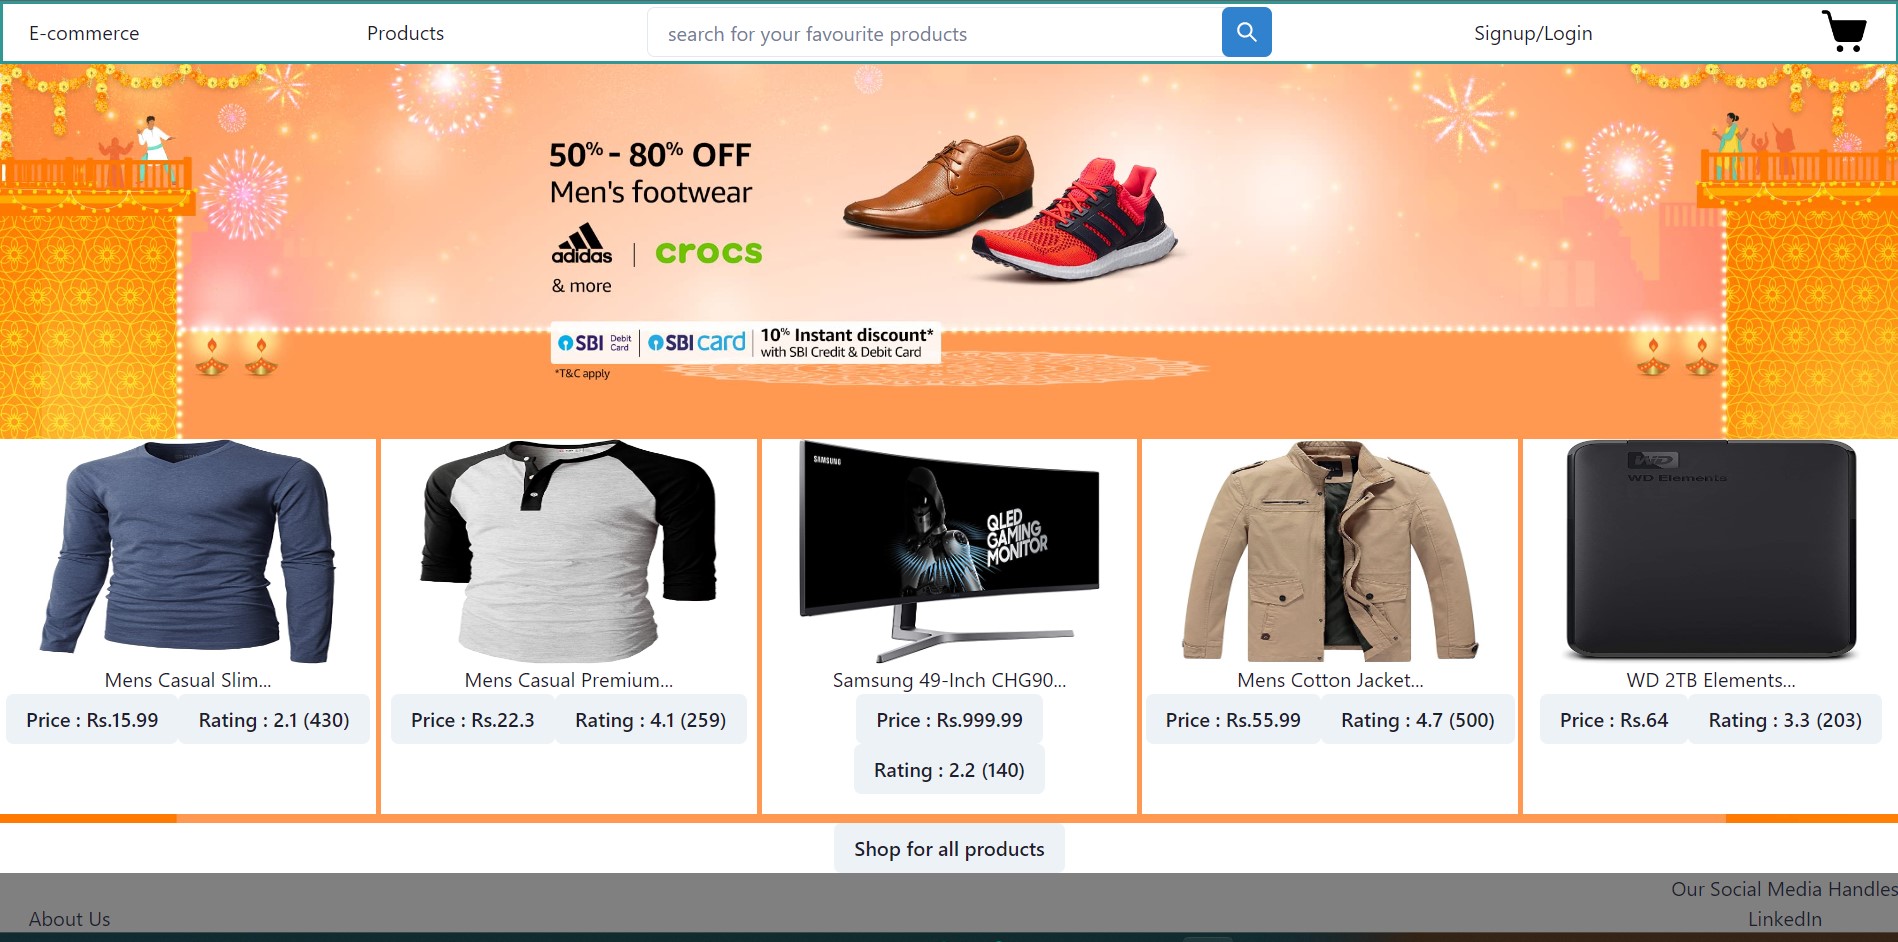 E-commerce
Products
search for your favourite products
Signup/Login
50% - 80% OFF
Men's footwear
adidas | crocs
& more
SBI Debit Card | SBI card | 10% Instant discount*
with SBI Credit & Debit Card
*T&C apply
SAMSUNG
QLED
GAMING
MONITOR
WD
WD Elements
Mens Casual Slim...
Price : Rs.15.99
Rating : 2.1 (430)
Mens Casual Premium...
Price : Rs.22.3
Rating : 4.1 (259)
Samsung 49-Inch CHG90...
Price : Rs.999.99
Rating : 2.2 (140)
Mens Cotton Jacket...
Price : Rs.55.99
Rating : 4.7 (500)
WD 2TB Elements...
Price : Rs.64
Rating : 3.3 (203)
Shop for all products
About Us
Our Social Media Handles
LinkedIn